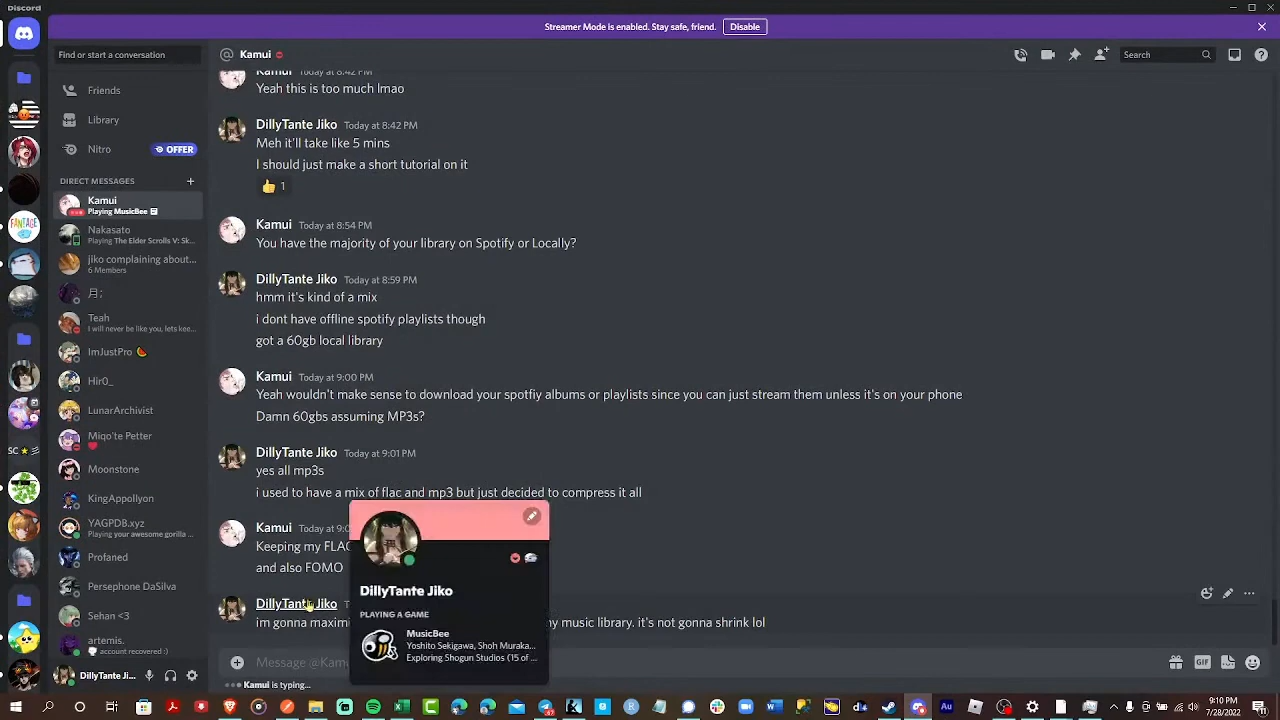 Discord
Streamer Mode is enabled. Stay safe, friend. Disable
Find or start a conversation
Kamui
Search
Friends
Library
Nitro
OFFER
DIRECT MESSAGES
Kamui
Playing MusicBee
Nakasato
Playing The Elder Scrolls V: Sk...
jiko complaining about...
6 Members
月;
Teah
I will never be like you, lets kee...
ImJustPro
Hir0_
LunarArchivist
Miqo'te Petter
Moonstone
KingAppollyon
YAGPDB.xyz
Playing your awesome gorilla ...
Profaned
Persephone DaSilva
Sehan <3
artemis.
account recovered :)
DillyTante Ji...
FANTAGE
SC
Kamui Today at 8:42 PM
Yeah this is too much lmao
DillyTante Jiko Today at 8:42 PM
Meh it'll take like 5 mins
I should just make a short tutorial on it
1
Kamui Today at 8:54 PM
You have the majority of your library on Spotify or Locally?
DillyTante Jiko Today at 8:59 PM
hmm it's kind of a mix
i dont have offline spotify playlists though
got a 60gb local library
Kamui Today at 9:00 PM
Yeah wouldn't make sense to download your spotfiy albums or playlists since you can just stream them unless it's on your phone
Damn 60gbs assuming MP3s?
DillyTante Jiko Today at 9:01 PM
yes all mp3s
i used to have a mix of flac and mp3 but just decided to compress it all
Kamui Today at 9:0
Keeping my FLAC
and also FOMO
DillyTante Jiko
im gonna maximi
my music library. it's not gonna shrink lol
DillyTante Jiko
PLAYING A GAME
MusicBee
Yoshito Sekigawa, Shoh Muraka...
Exploring Shogun Studios (15 of ...
Message @Kam
GIF
Kamui is typing...
9:10 PM
7/28/2022